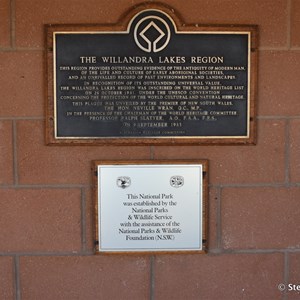 THE WILLANDRA LAKES REGION
THIS REGION PROVIDES OUTSTANDING EVIDENCE OF THE ANTIQUITY OF MODERN MAN,
OF THE LIFE AND CULTURE OF EARLY ABORIGINAL SOCIETIES,
AND AN UNRIVALLED RECORD OF PAST ENVIRONMENTS AND LANDSCAPES
IN RECOGNITION OF ITS OUTSTANDING UNIVERSAL VALUE
THE WILLANDRA LAKES REGION WAS INSCRIBED ON THE WORLD HERITAGE LIST
ON OCTOBER UNDER THE UNESCO CONVENTION
CONCERNING THE PROTECTION OF THE WORLD CULTURAL AND NATURAL HERITAGE
THIS PLAQUE WAS UNVEILED BY THE PREMIER OF NEW SOUTH WALES,
THE HON. NEVILLE WRAN Q.C. M.P.
IN THE PRESENCE OF THE CHAIRMAN OF THE WORLD HERITAGE COMMITTEE
PROFESSOR RALPH SLATYER
SEPTEMBER
This National Park
was established by the
National Parks
& Wildlife Service
with the assistance of the
National Parks & Wildlife
Foundation (N.S.W.)
© Ste